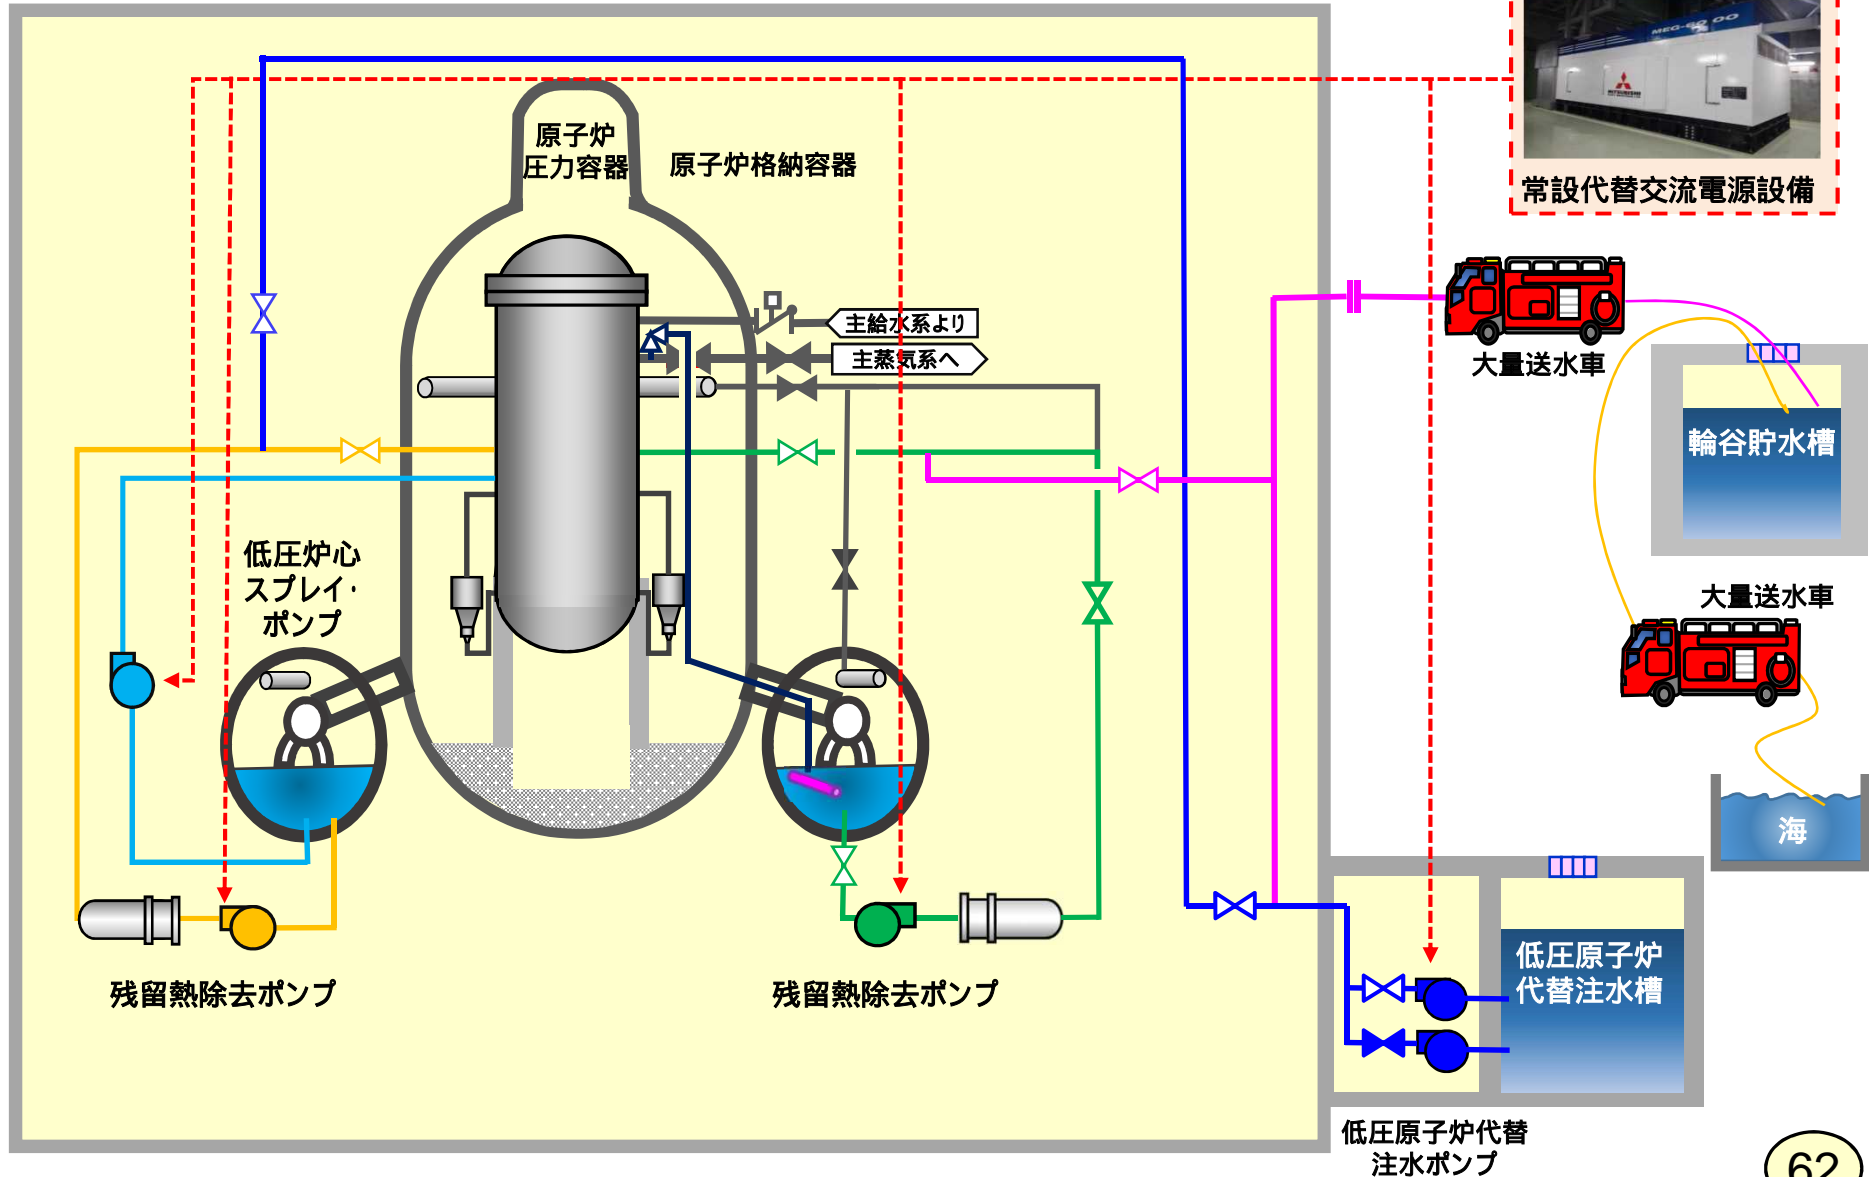 原子炉
圧力容器
原子炉格納容器
MITSUBISHI
常設代替交流電源設備
主給水系より
主蒸気系へ
大量送水車
輪谷貯水槽
低圧炉心
スプレイ・
ポンプ
大量送水車
海
残留熱除去ポンプ
残留熱除去ポンプ
低圧原子炉
代替注水槽
低圧原子炉代替
注水ポンプ
62